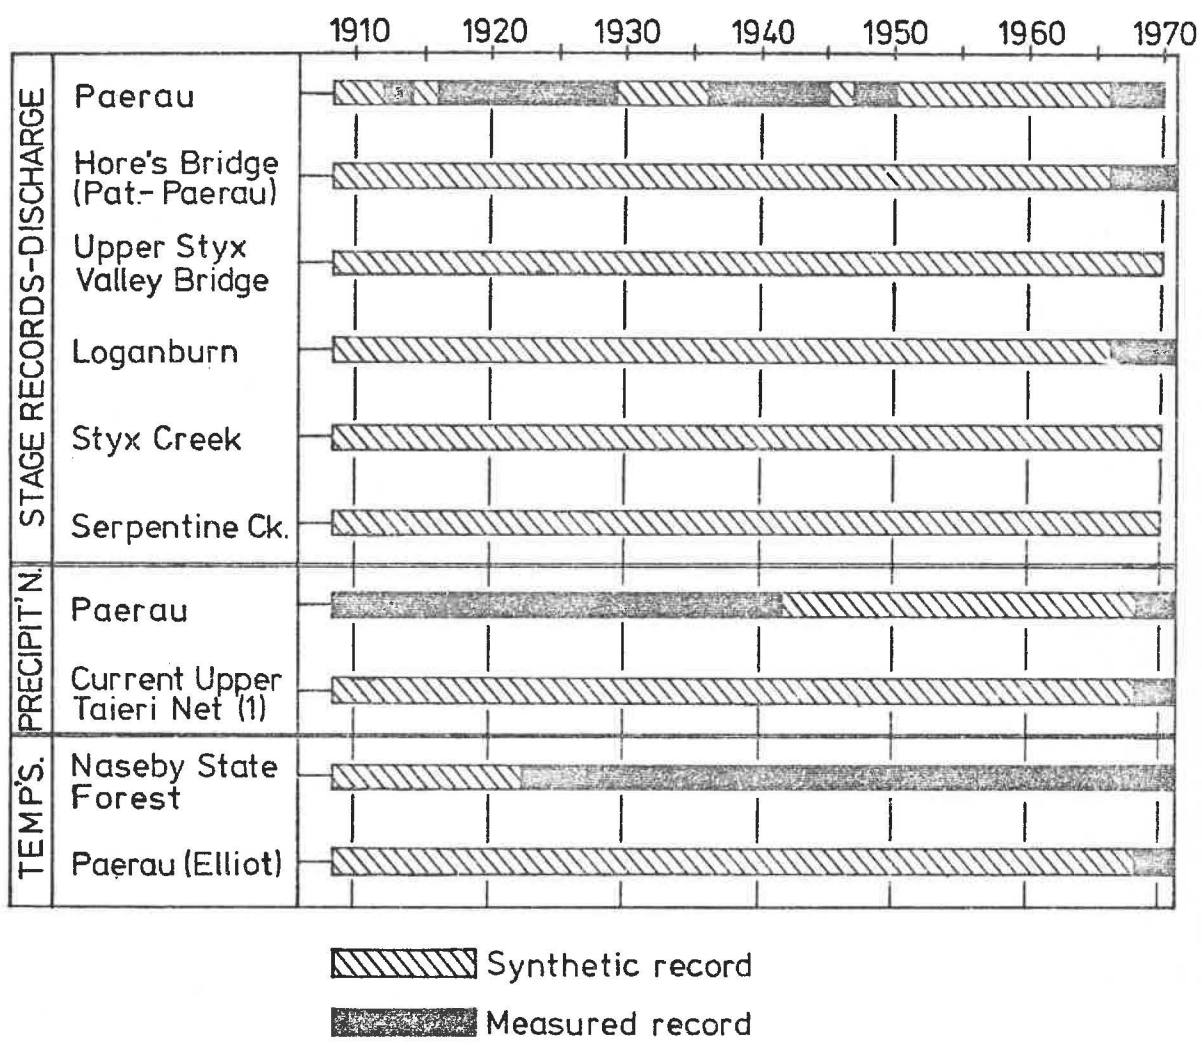 1910 1920 1930 1940 1950 1960 1970
STAGE RECORDS-DISCHARGE
Paerau
Hore's Bridge
(Pat.-Paerau)
Upper Styx
Valley Bridge
Loganburn
Styx Creek
Serpentine Ck.
PRECIPIT'N.
Paerau
Current Upper
Taieri Net (1)
TEMP'S.
Naseby State
Forest
Paerau (Elliot)
Synthetic record
Measured record